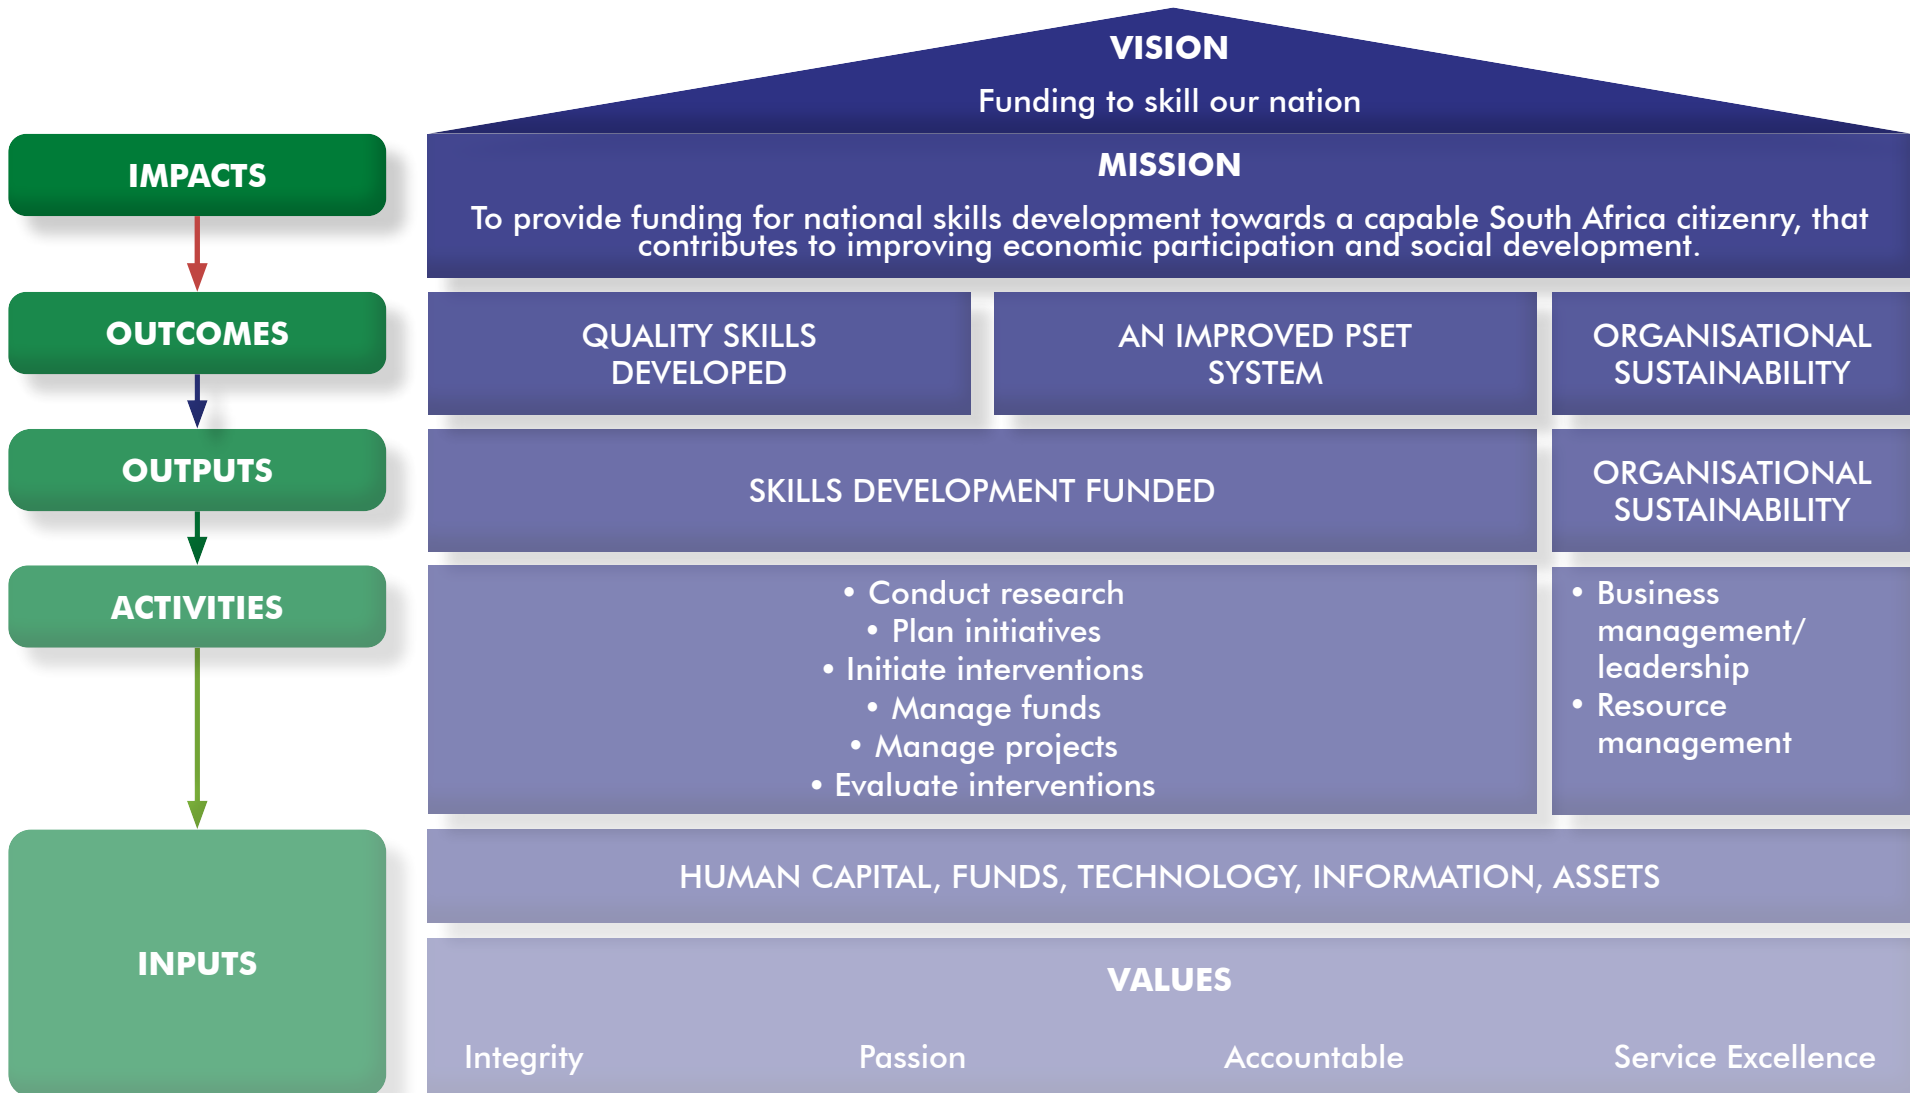 VISION
Funding to skill our nation
IMPACTS
MISSION
To provide funding for national skills development towards a capable South Africa citizenry, that
contributes to improving economic participation and social development.
OUTCOMES
QUALITY SKILLS
DEVELOPED
AN IMPROVED PSET
SYSTEM
ORGANISATIONAL
SUSTAINABILITY
OUTPUTS
SKILLS DEVELOPMENT FUNDED
ORGANISATIONAL
SUSTAINABILITY
ACTIVITIES
• Conduct research
• Plan initiatives
• Initiate interventions
• Manage funds
• Manage projects
• Evaluate interventions
• Business
management/
leadership
• Resource
management
INPUTS
HUMAN CAPITAL, FUNDS, TECHNOLOGY, INFORMATION, ASSETS
VALUES
Integrity
Passion
Accountable
Service Excellence